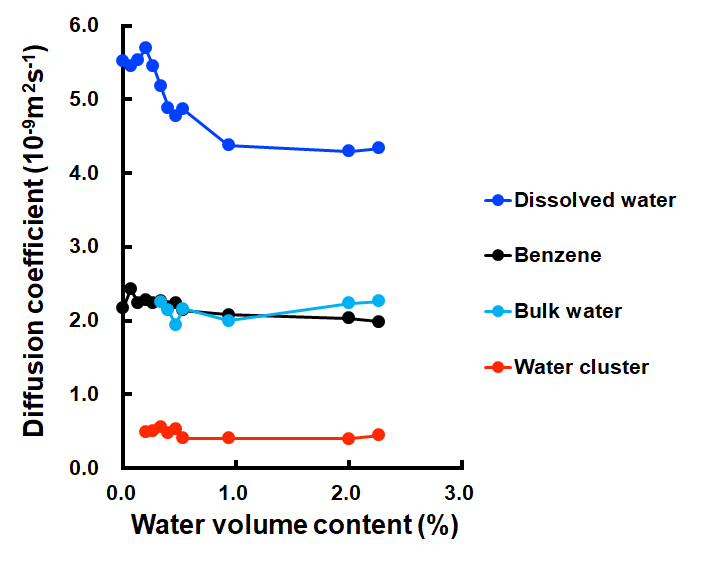 6.0
5.0
4.0
3.0
2.0
1.0
0.0
Diffusion coefficient (10⁻⁹m²s⁻¹)
0.0 1.0 2.0 3.0
Water volume content (%)
Dissolved water
Benzene
Bulk water
Water cluster